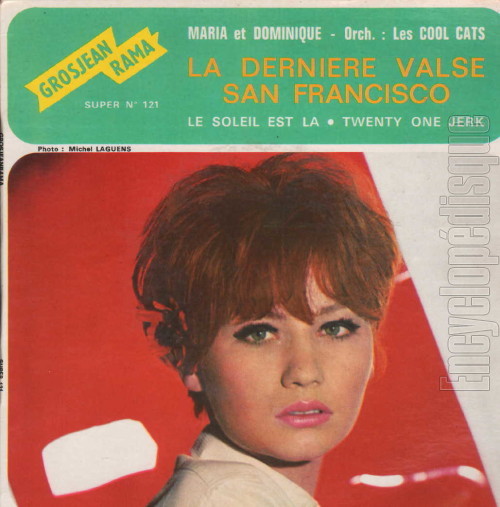 MARIA et DOMINIQUE - Orch. : Les COOL CATS
GROSJEAN
RAMA
LA DERNIERE VALSE
SAN FRANCISCO
SUPER N° 121
LE SOLEIL EST LA • TWENTY ONE JERK
Photo : Michel LAGUENS
Encyclopédisque